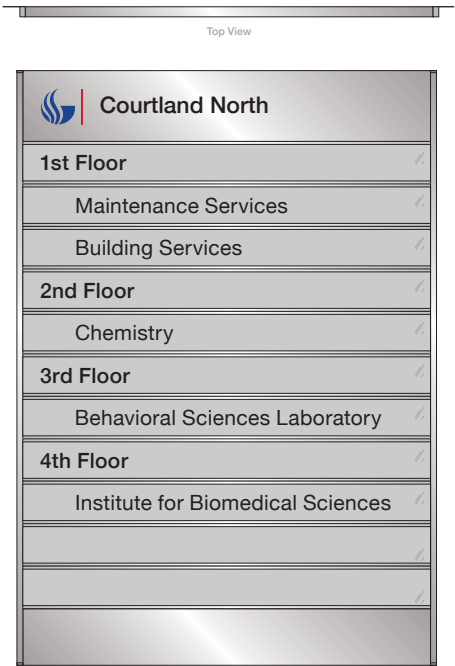 Top View
Courtland North
1st Floor
Maintenance Services
Building Services
2nd Floor
Chemistry
3rd Floor
Behavioral Sciences Laboratory
4th Floor
Institute for Biomedical Sciences